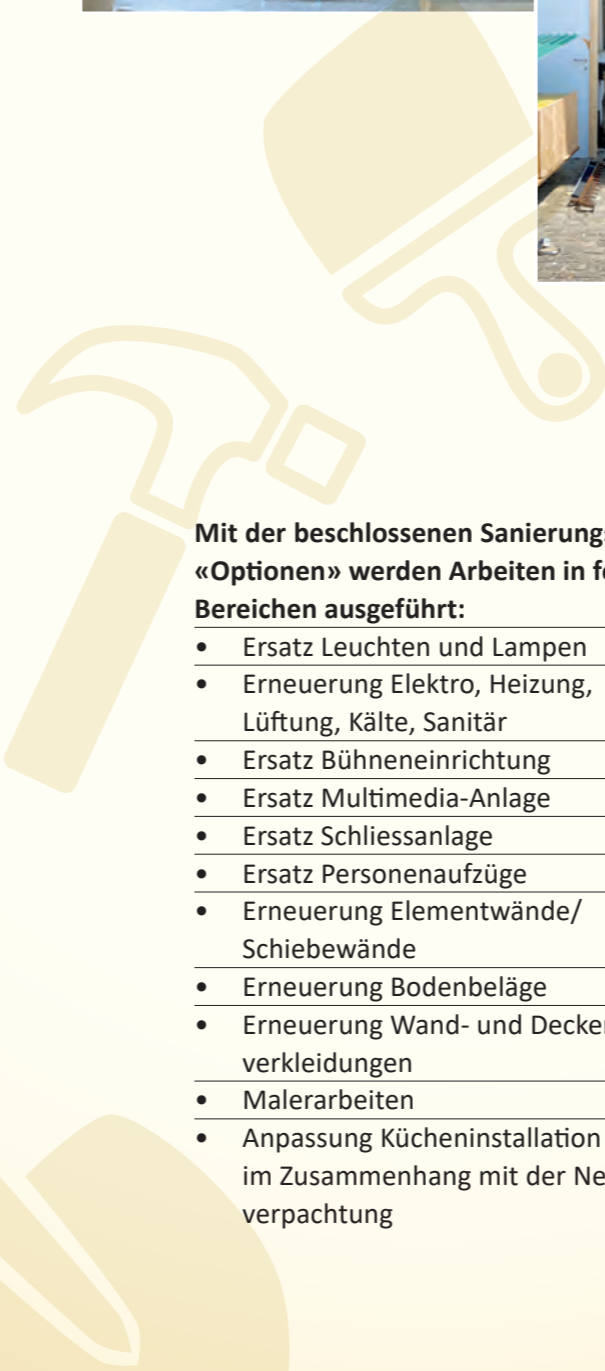 Mit der beschlossenen Sanierungs
«Optionen» werden Arbeiten in fo
Bereichen ausgeführt:
• Ersatz Leuchten und Lampen
• Erneuerung Elektro, Heizung,
Lüftung, Kälte, Sanitär
• Ersatz Bühneneinrichtung
• Ersatz Multimedia-Anlage
• Ersatz Schliessanlage
• Ersatz Personenaufzüge
• Erneuerung Elementwände/
Schiebewände
• Erneuerung Bodenbeläge
• Erneuerung Wand- und Decken
verkleidungen
• Malerarbeiten
• Anpassung Kücheninstallation
im Zusammenhang mit der Ne
verpachtung